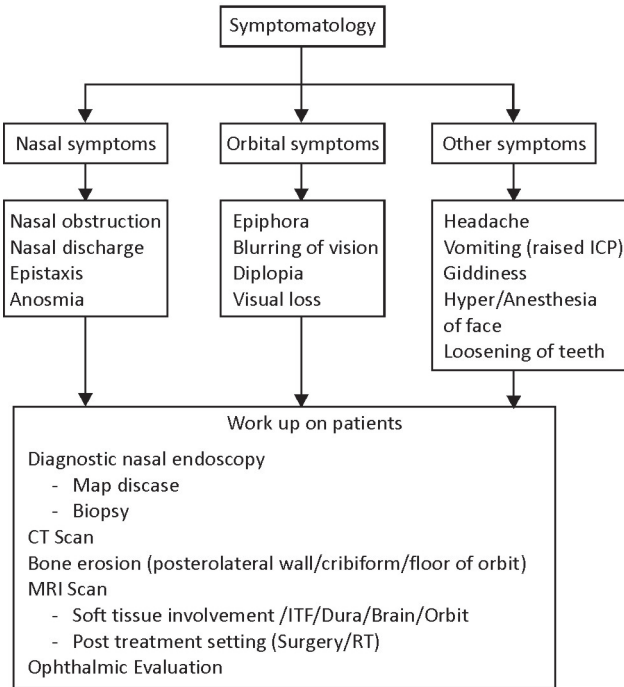 Symptomatology
Nasal symptoms
Orbital symptoms
Other symptoms
Nasal obstruction
Nasal discharge
Epistaxis
Anosmia
Epiphora
Blurring of vision
Diplopia
Visual loss
Headache
Vomiting (raised ICP)
Giddiness
Hyper/Anesthesia
of face
Loosening of teeth
Work up on patients
Diagnostic nasal endoscopy
- Map discase
- Biopsy
CT Scan
Bone erosion (posterolateral wall/cribiform/floor of orbit)
MRI Scan
- Soft tissue involvement /ITF/Dura/Brain/Orbit
- Post treatment setting (Surgery/RT)
Ophthalmic Evaluation